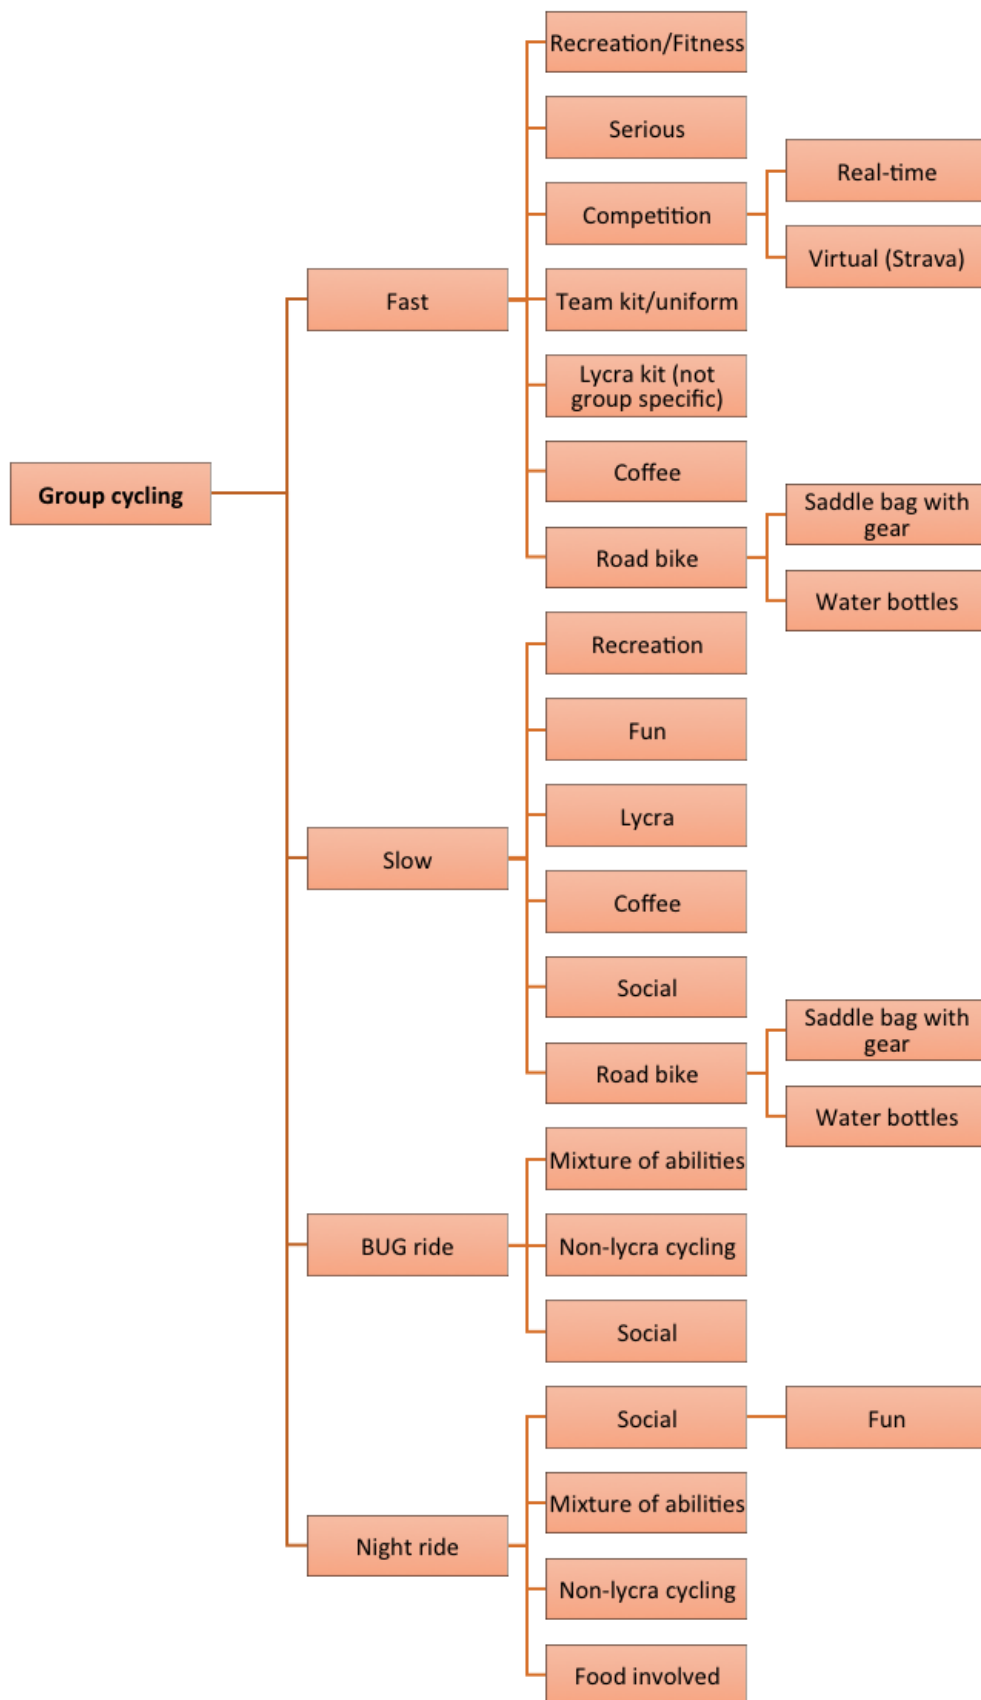 Group cycling
Fast
Recreation/Fitness
Serious
Competition
Real-time
Virtual (Strava)
Team kit/uniform
Lycra kit (not
group specific)
Coffee
Road bike
Saddle bag with
gear
Water bottles
Slow
Recreation
Fun
Lycra
Coffee
Social
Road bike
Saddle bag with
gear
Water bottles
BUG ride
Mixture of abilities
Non-lycra cycling
Social
Night ride
Social
Fun
Mixture of abilities
Non-lycra cycling
Food involved